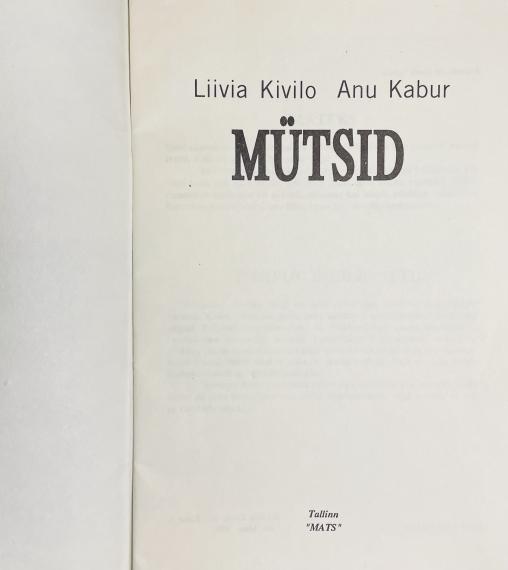 Liivia Kivilo Anu Kabur
MÜTSID
Tallinn
"MATS"